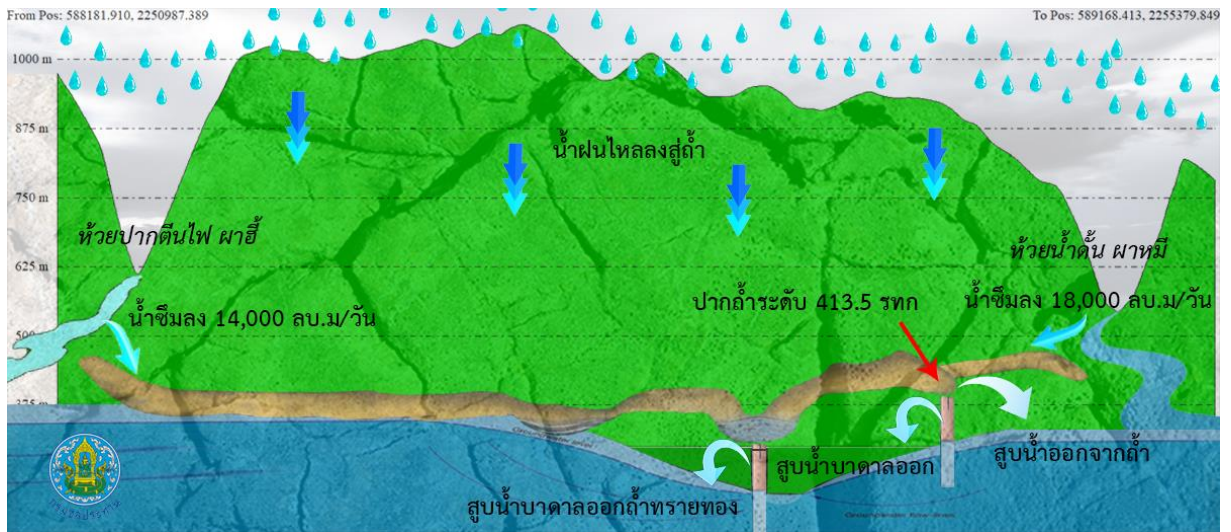 From Pos: 588181.910, 2250987.389
To Pos: 589168.413, 2255379.849
1000 m
875 m
น้ำฝนไหลลงสู่ถ้ำ
750 m
ห้วยปากตีนไฟ ผาฮี้
ห้วยน้ำดั้น ผาหมี
625 m
น้ำซึมลง 14,000 ลบ.ม/วัน
ปากถ้ำระดับ 413.5 รทก
น้ำซึมลง 18,000 ลบ.ม/วัน
สูบน้ำบาดาลออก
สูบน้ำออกจากถ้ำ
สูบน้ำบาดาลออกถ้ำทรายทอง